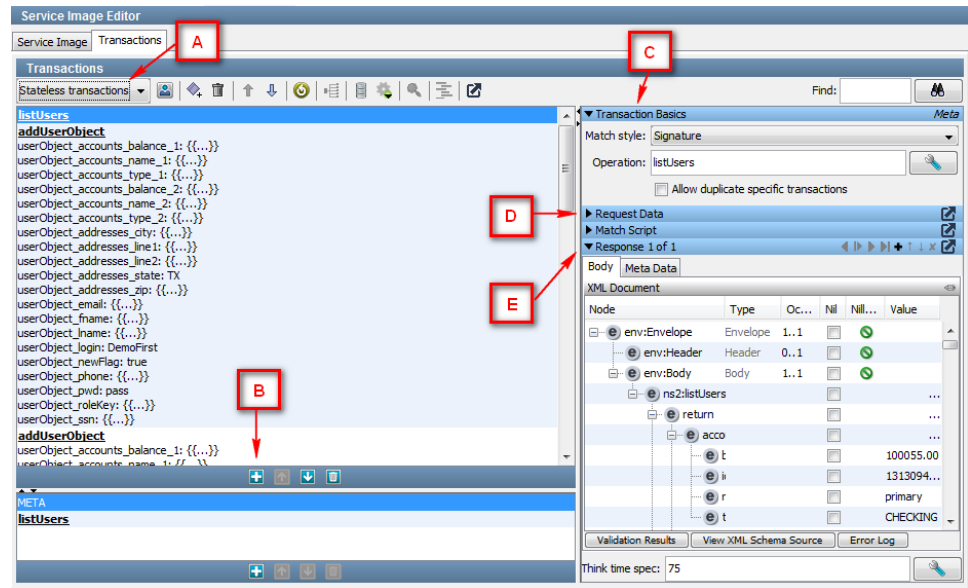 Service Image Editor
Service Image Transactions
A
C
Transactions
Stateless transactions
Find:
listUsers
addUserObject
userObject_accounts_balance_1: {{...}}
userObject_accounts_name_1: {{...}}
userObject_accounts_type_1: {{...}}
userObject_accounts_balance_2: {{...}}
userObject_accounts_name_2: {{...}}
userObject_accounts_type_2: {{...}}
userObject_addresses_city: {{...}}
userObject_addresses_line1: {{...}}
userObject_addresses_line2: {{...}}
userObject_addresses_state: TX
userObject_addresses_zip: {{...}}
userObject_email: {{...}}
userObject_fname: {{...}}
userObject_lname: {{...}}
userObject_login: DemoFirst
userObject_newFlag: true
userObject_phone: {{...}}
userObject_pwd: pass
userObject_roleKey: {{...}}
userObject_ssn: {{...}}
addUserObject
userObject_accounts_balance_1: {{...}}
userObject_accounts_name_1: {{...}}
B
META
listUsers
D
E
Transaction Basics Meta
Match style: Signature
Operation: listUsers
Allow duplicate specific transactions
Request Data
Match Script
Response 1 of 1
Body Meta Data
XML Document
Node Type Oc... Nil Nill... Value
e env:Envelope Envelope 1..1
e env:Header Header 0..1
e env:Body Body 1..1
e ns2:listUsers ...
e return ...
e acco ...
e 100055.00
e 1313094...
e r primary
e t CHECKING
Validation Results View XML Schema Source Error Log
Think time spec: 75